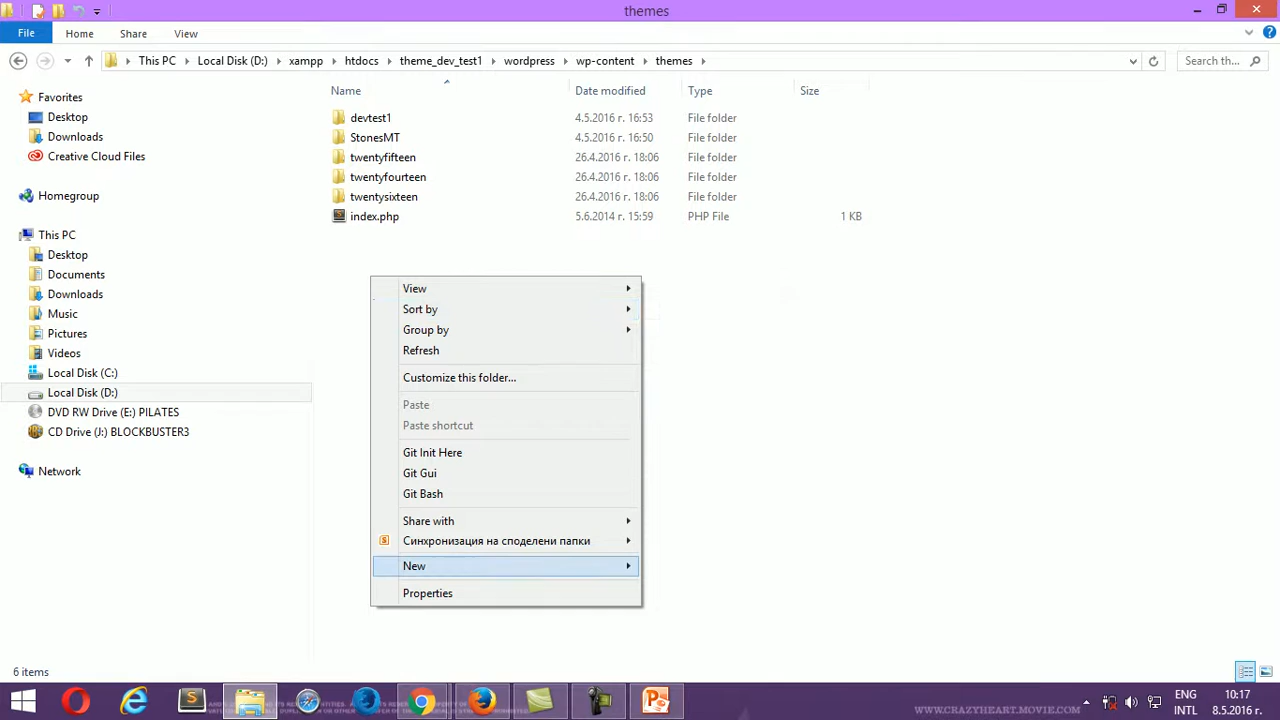 themes
File Home Share View
This PC Local Disk (D:) xampp htdocs theme_dev_test1 wordpress wp-content themes Search th...
Name Date modified Type Size
Favorites
Desktop
Downloads
Creative Cloud Files
Homegroup
This PC
Desktop
Documents
Downloads
Music
Pictures
Videos
Local Disk (C:)
Local Disk (D:)
DVD RW Drive (E:) PILATES
CD Drive (J:) BLOCKBUSTER3
Network
devtest1 4.5.2016 г. 16:53 File folder
StonesMT 4.5.2016 г. 16:50 File folder
twentyfifteen 26.4.2016 г. 18:06 File folder
twentyfourteen 26.4.2016 г. 18:06 File folder
twentysixteen 26.4.2016 г. 18:06 File folder
index.php 5.6.2014 г. 15:59 PHP File 1 KB
View
Sort by
Group by
Refresh
Customize this folder...
Paste
Paste shortcut
Git Init Here
Git Gui
Git Bash
Share with
Синхронизация на споделени папки
New
Properties
6 items
ENG 10:17
INTL 8.5.2016 г.
WWW.CRAZYHEART.MOVIE.COM